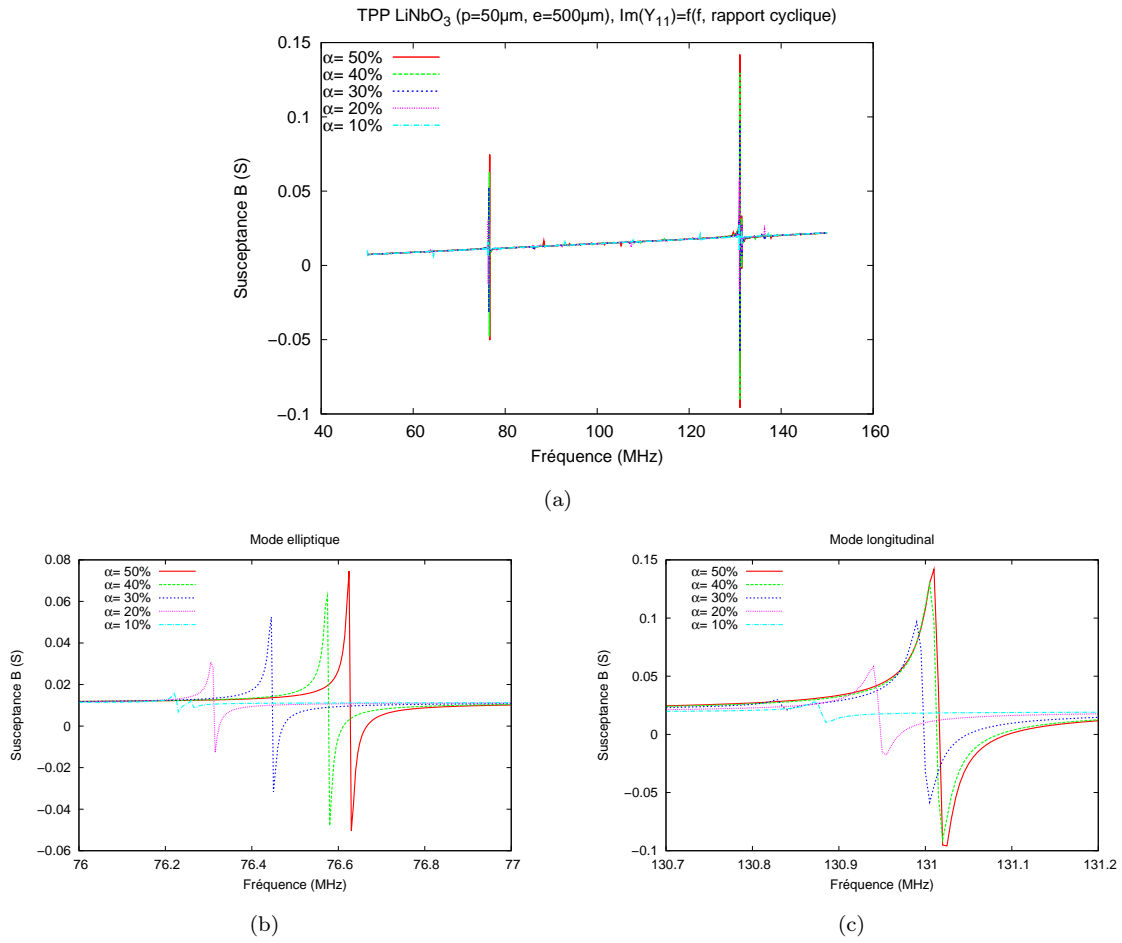 TPP LiNbO3 (p=50µm, e=500µm), Im(Y11)=f(f, rapport cyclique)
0.15
0.1
0.05
0
−0.05
−0.1
Susceptance B (S)
α= 50%
α= 40%
α= 30%
α= 20%
α= 10%
40 60 80 100 120 140 160
Fréquence (MHz)
(a)
Mode elliptique
0.08
0.06
0.04
0.02
0
−0.02
−0.04
−0.06
Susceptance B (S)
α= 50%
α= 40%
α= 30%
α= 20%
α= 10%
76 76.2 76.4 76.6 76.8 77
Fréquence (MHz)
(b)
Mode longitudinal
0.15
0.1
0.05
0
−0.05
−0.1
Susceptance B (S)
α= 50%
α= 40%
α= 30%
α= 20%
α= 10%
130.7 130.8 130.9 131 131.1 131.2
Fréquence (MHz)
(c)